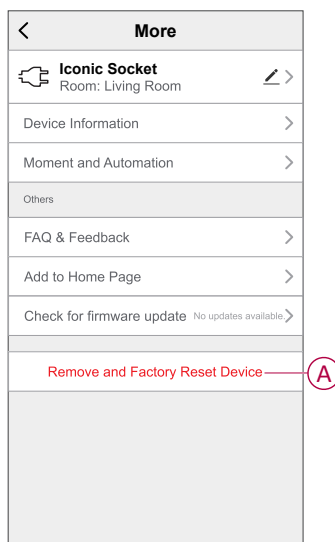 More
Iconic Socket
Room: Living Room
Device Information
Moment and Automation
Others
FAQ & Feedback
Add to Home Page
Check for firmware update No updates available.
Remove and Factory Reset Device
A